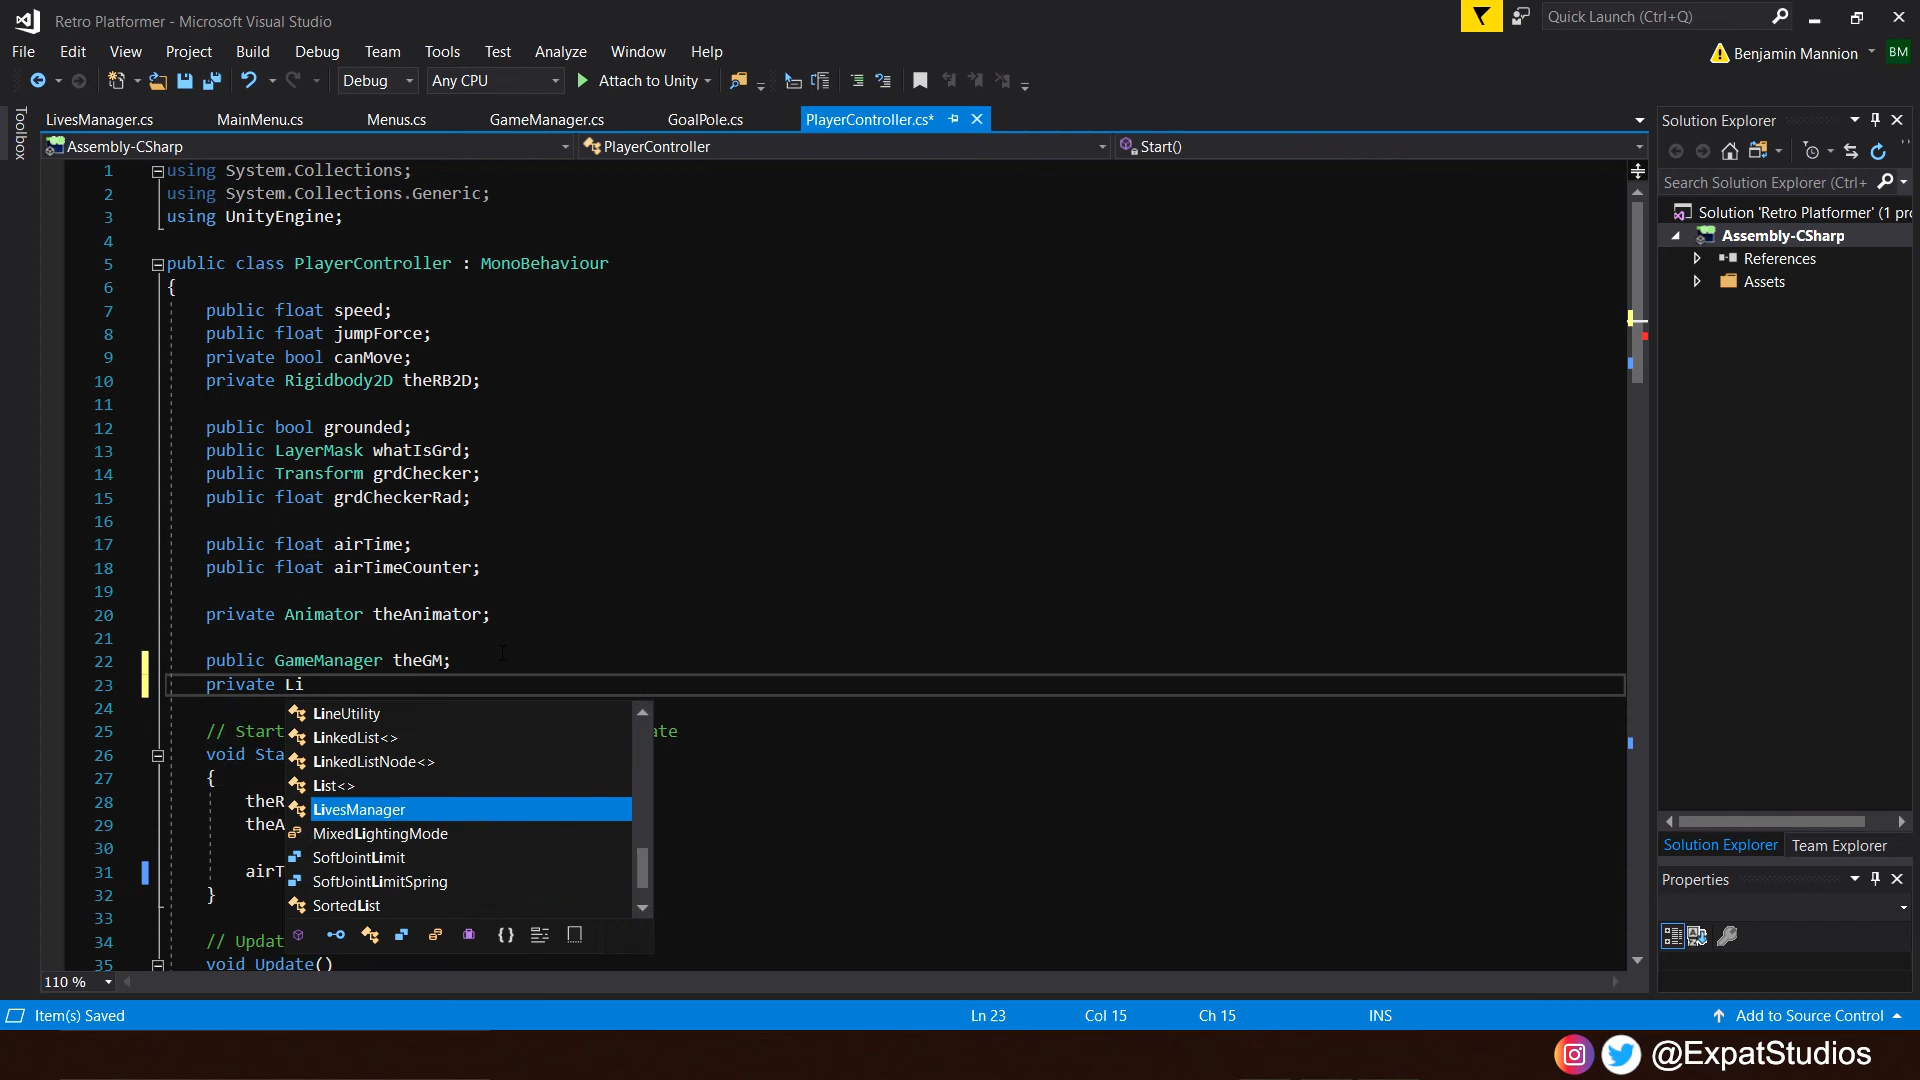 Retro Platformer - Microsoft Visual Studio
Quick Launch (Ctrl+Q)
File Edit View Project Build Debug Team Tools Test Analyze Window Help
Benjamin Mannion BM
Debug Any CPU Attach to Unity
Toolbox
LivesManager.cs MainMenu.cs Menus.cs GameManager.cs GoalPole.cs PlayerController.cs*
Assembly-CSharp PlayerController Start()
1 using System.Collections;
2 using System.Collections.Generic;
3 using UnityEngine;
4
5 public class PlayerController : MonoBehaviour
6 {
7 public float speed;
8 public float jumpForce;
9 private bool canMove;
10 private Rigidbody2D theRB2D;
11
12 public bool grounded;
13 public LayerMask whatIsGrd;
14 public Transform grdChecker;
15 public float grdCheckerRad;
16
17 public float airTime;
18 public float airTimeCounter;
19
20 private Animator theAnimator;
21
22 public GameManager theGM;
23 private Li
24
25 // Start ate
26 void Sta
27 {
28 theR
29 theA
30
31 airT
32 }
33
34 // Updat
35 void Update()
LineUtility
LinkedList<>
LinkedListNode<>
List<>
LivesManager
MixedLightingMode
SoftJointLimit
SoftJointLimitSpring
SortedList
110 %
Solution Explorer
Search Solution Explorer (Ctrl+
Solution 'Retro Platformer' (1 pro
Assembly-CSharp
References
Assets
Solution Explorer Team Explorer
Properties
Item(s) Saved Ln 23 Col 15 Ch 15 INS Add to Source Control
@ExpatStudios